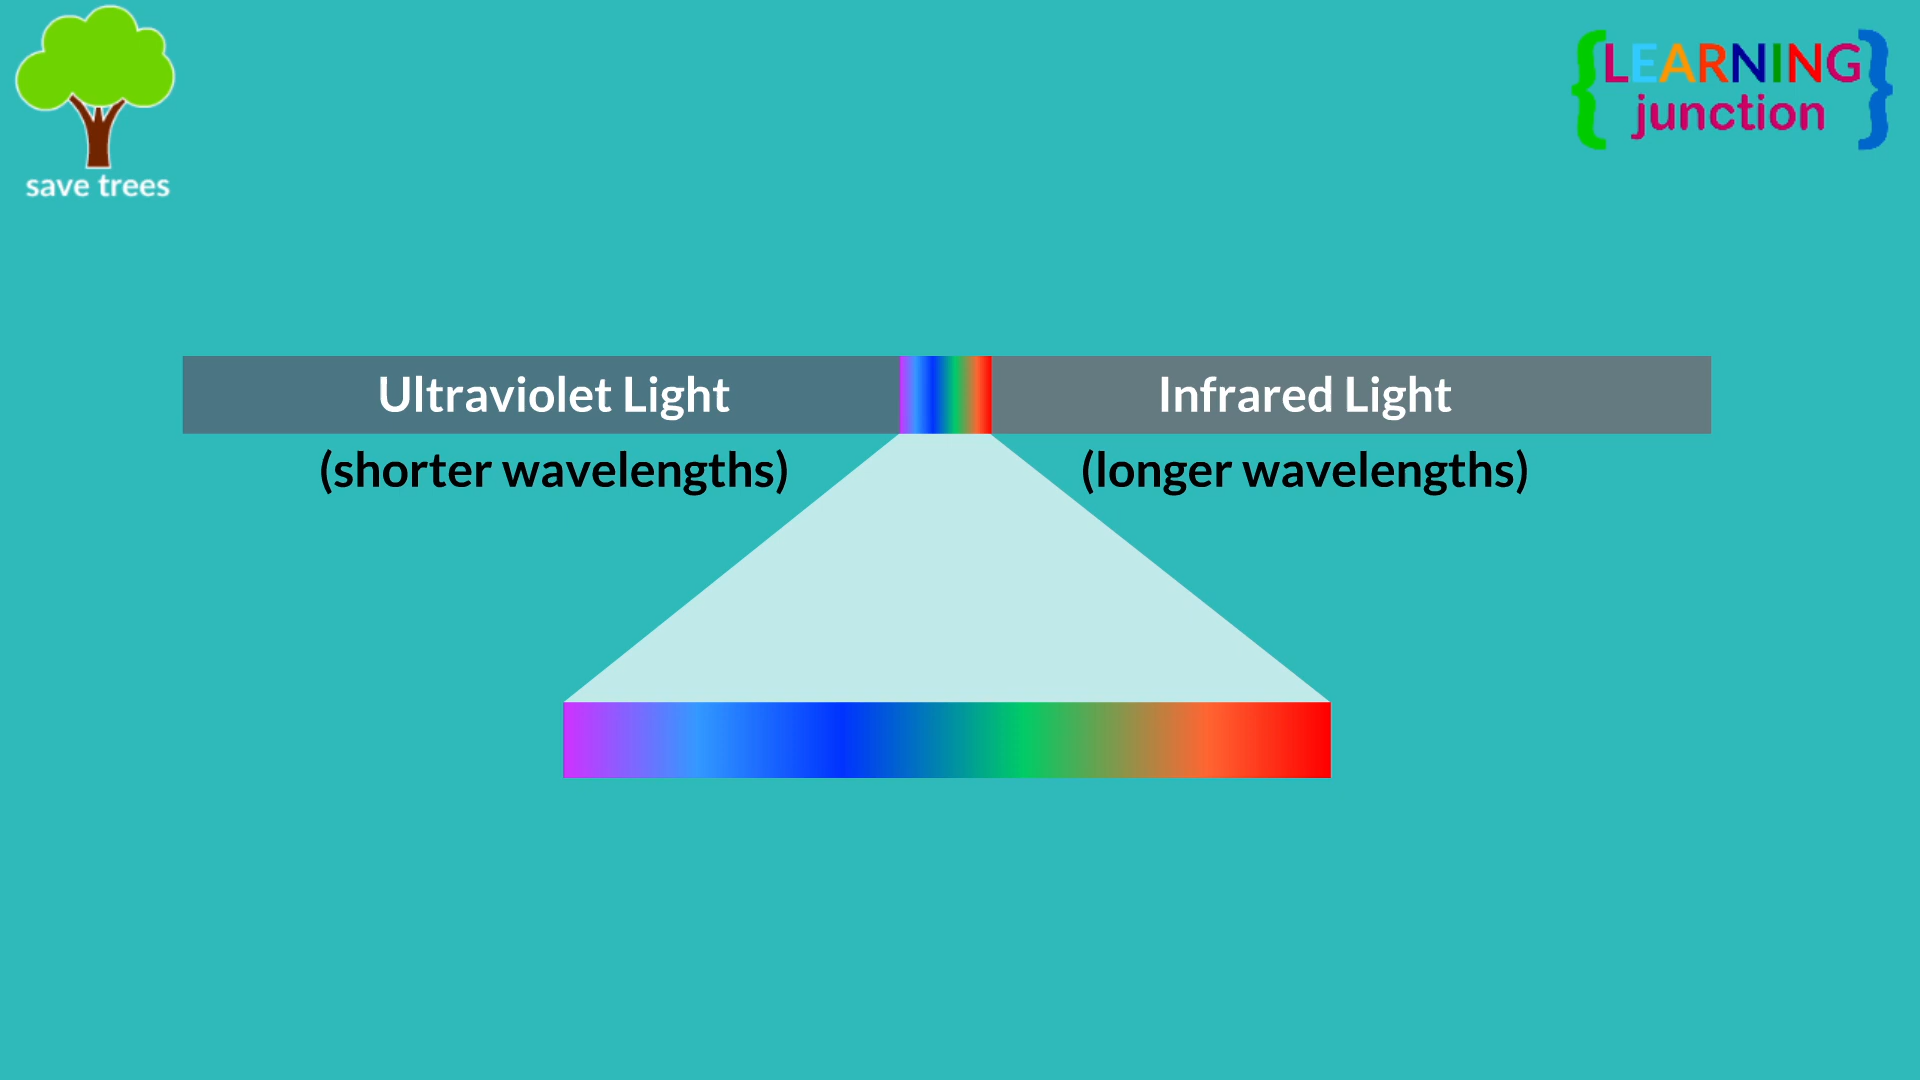 save trees
{LEARNING
junction}
Ultraviolet Light
Infrared Light
(shorter wavelengths)
(longer wavelengths)